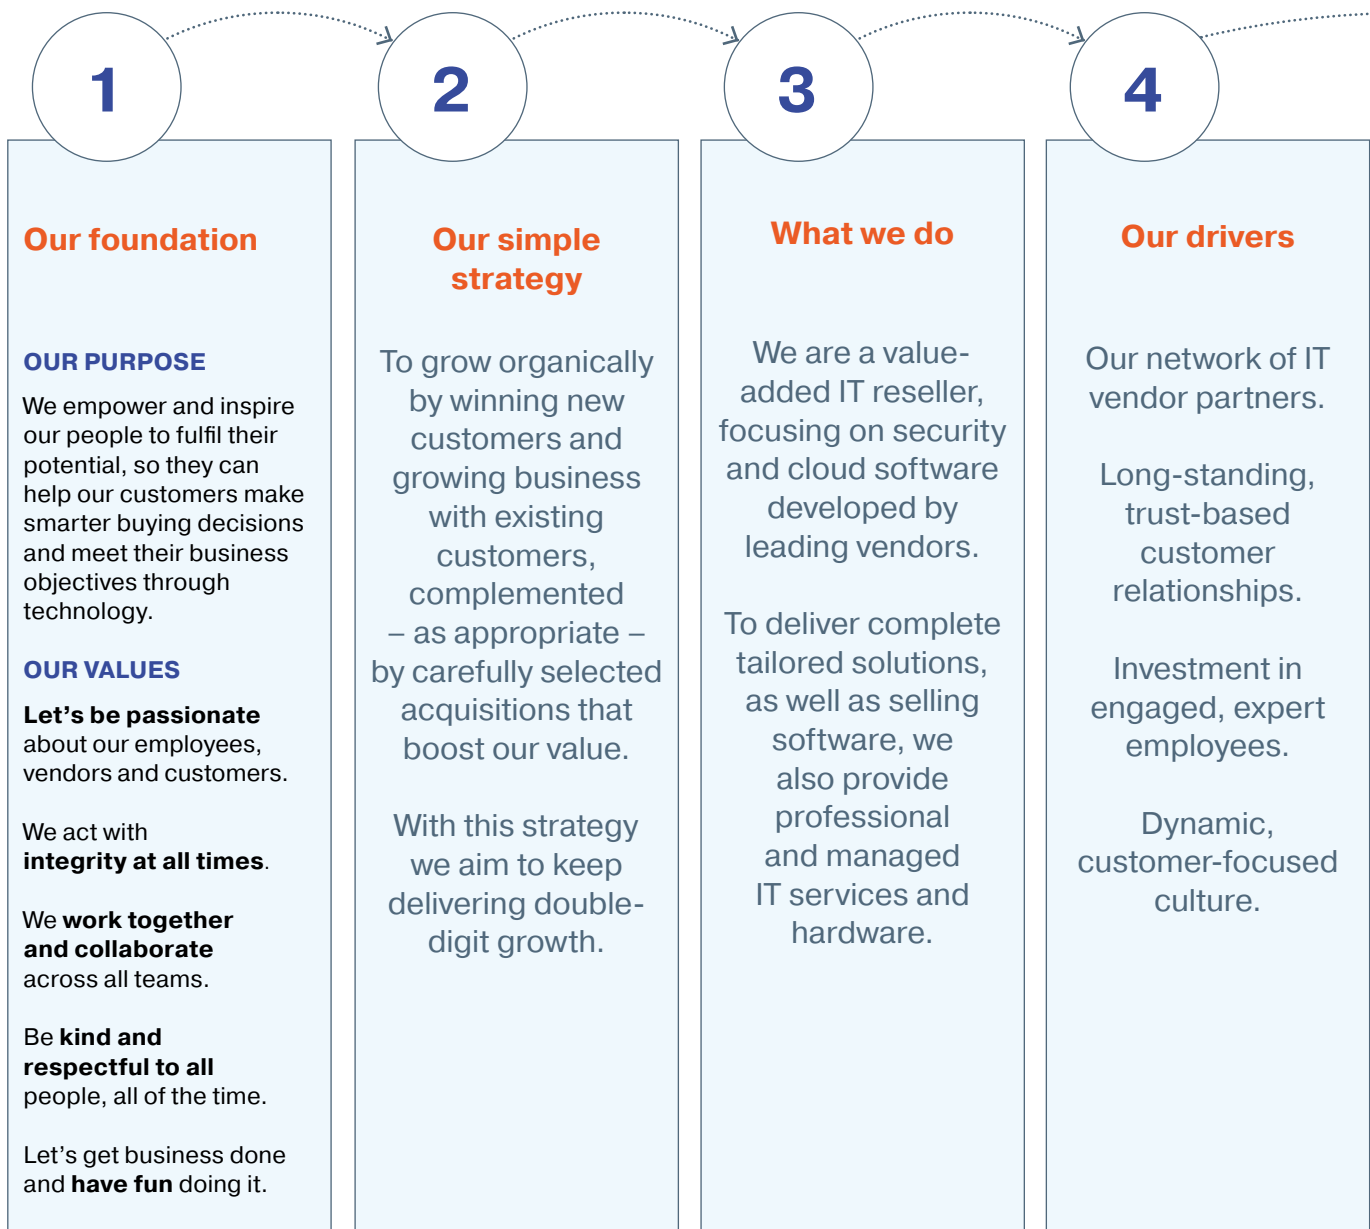 1
Our foundation
OUR PURPOSE
We empower and inspire
our people to fulfil their
potential, so they can
help our customers make
smarter buying decisions
and meet their business
objectives through
technology.
OUR VALUES
Let’s be passionate
about our employees,
vendors and customers.
We act with
integrity at all times.
We work together
and collaborate
across all teams.
Be kind and
respectful to all
people, all of the time.
Let’s get business done
and have fun doing it.
2
Our simple
strategy
To grow organically
by winning new
customers and
growing business
with existing
customers,
complemented
– as appropriate –
by carefully selected
acquisitions that
boost our value.
With this strategy
we aim to keep
delivering double-
digit growth.
3
What we do
We are a value-
added IT reseller,
focusing on security
and cloud software
developed by
leading vendors.
To deliver complete
tailored solutions,
as well as selling
software, we
also provide
professional
and managed
IT services and
hardware.
4
Our drivers
Our network of IT
vendor partners.
Long-standing,
trust-based
customer
relationships.
Investment in
engaged, expert
employees.
Dynamic,
customer-focused
culture.